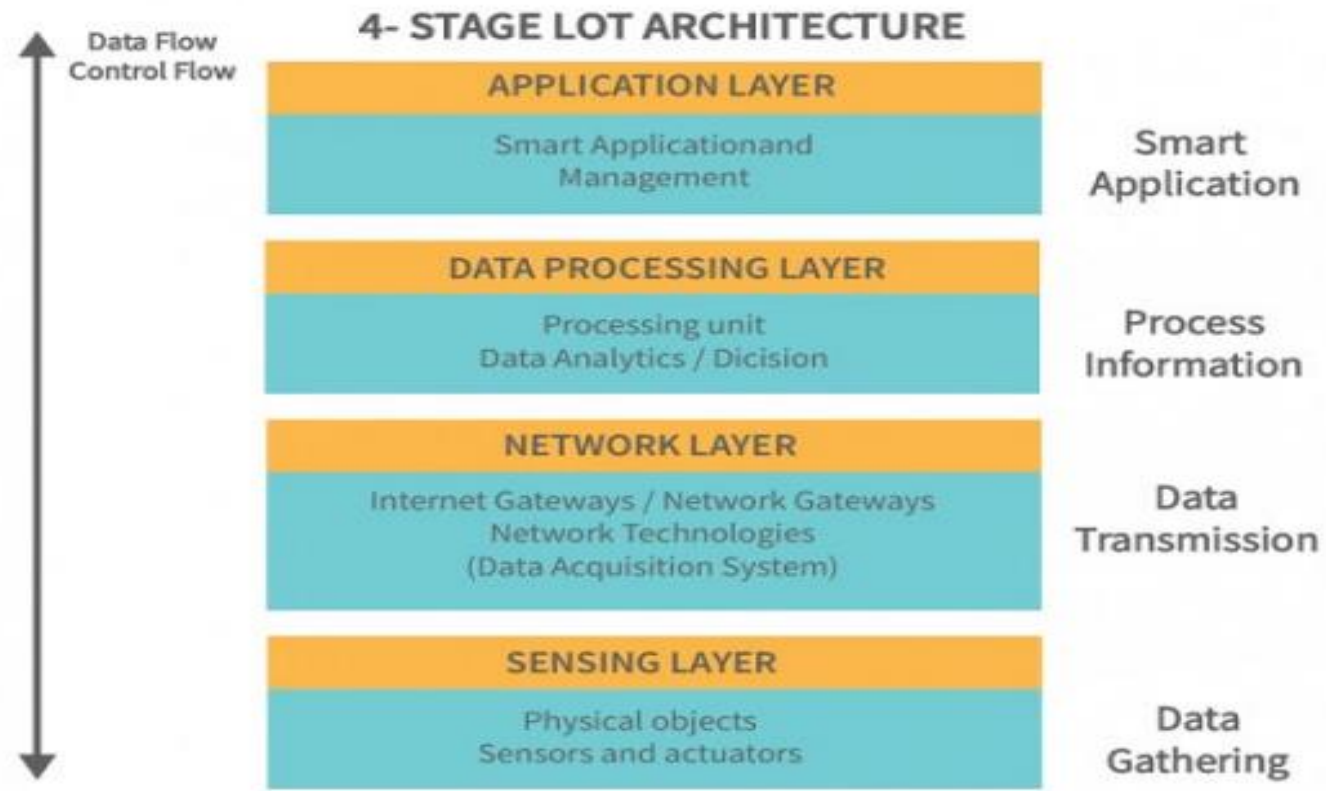 4- STAGE LOT ARCHITECTURE
Data Flow
Control Flow
APPLICATION LAYER
Smart Applicationand
Management
Smart
Application
DATA PROCESSING LAYER
Processing unit
Data Analytics / Dicision
Process
Information
NETWORK LAYER
Internet Gateways / Network Gateways
Network Technologies
(Data Acquisition System)
Data
Transmission
SENSING LAYER
Physical objects
Sensors and actuators
Data
Gathering